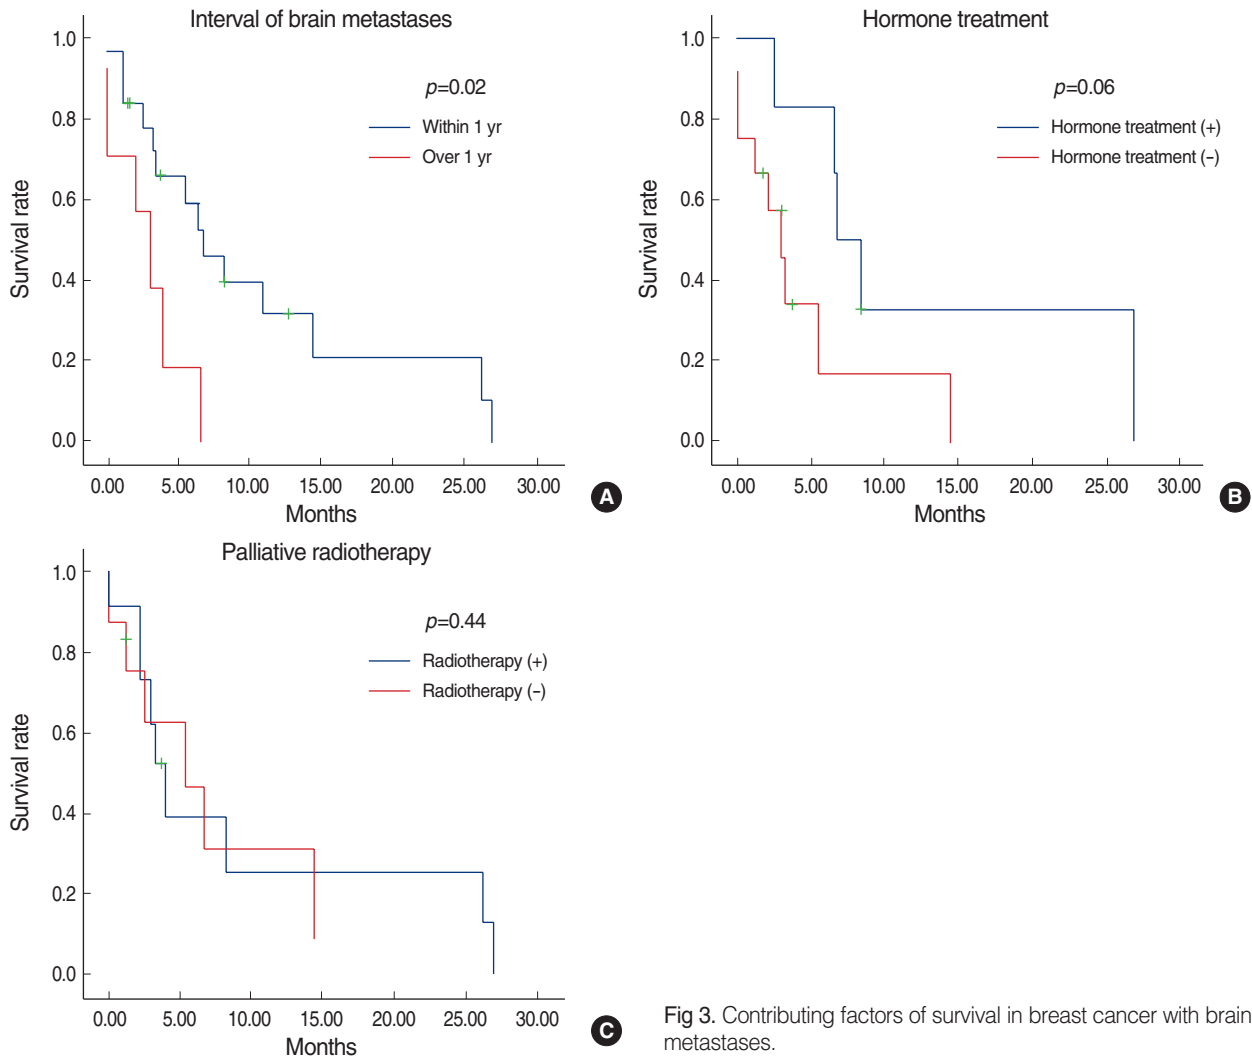 Interval of brain metastases
1.0
0.8
0.6
0.4
0.2
0.0
Survival rate
p=0.02
Within 1 yr
Over 1 yr
0.00 5.00 10.00 15.00 20.00 25.00 30.00
Months
A
Hormone treatment
1.0
0.8
0.6
0.4
0.2
0.0
Survival rate
p=0.06
Hormone treatment (+)
Hormone treatment (−)
0.00 5.00 10.00 15.00 20.00 25.00 30.00
Months
B
Palliative radiotherapy
1.0
0.8
0.6
0.4
0.2
0.0
Survival rate
p=0.44
Radiotherapy (+)
Radiotherapy (−)
0.00 5.00 10.00 15.00 20.00 25.00 30.00
Months
C
Fig 3. Contributing factors of survival in breast cancer with brain
metastases.